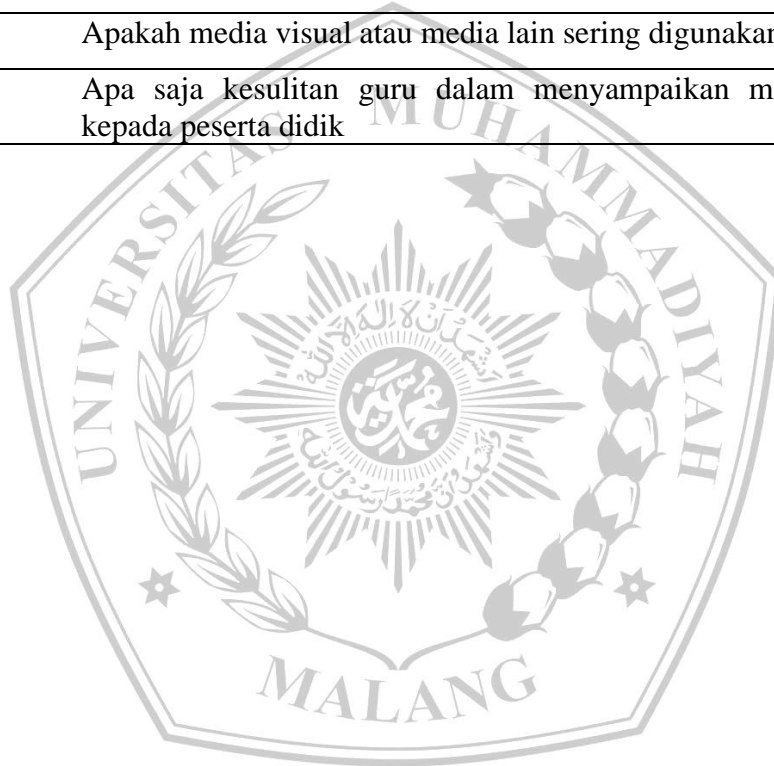 Apakah media visual atau media lain sering digunakan
Apa saja kesulitan guru dalam menyampaikan
kepada peserta didik
UNIVERSITAS MUHAMMADIYAH
MALANG